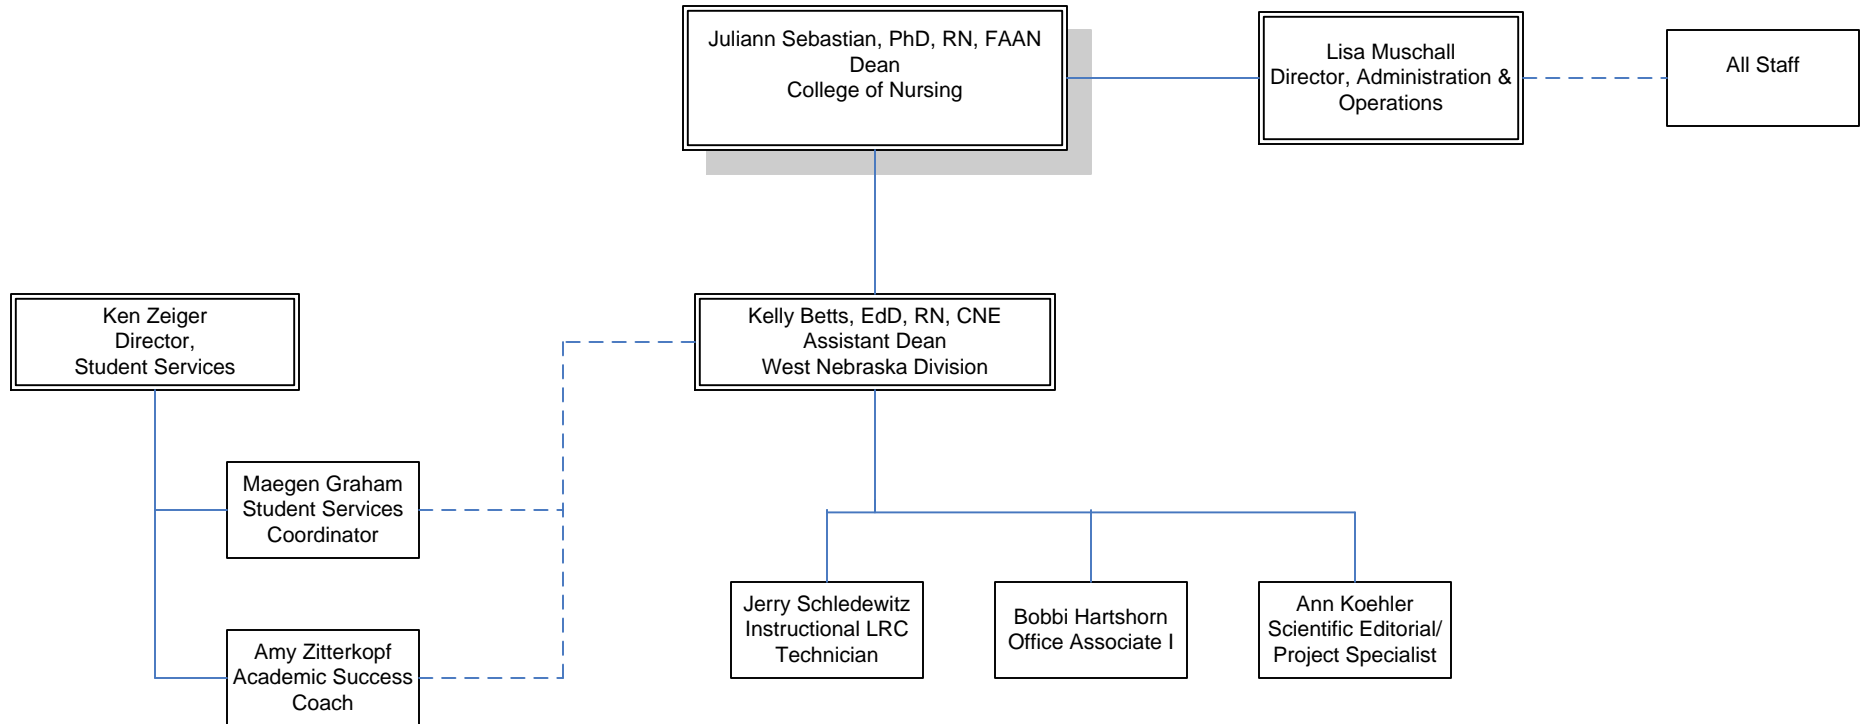 Juliann Sebastian, PhD, RN, FAAN
Dean
College of Nursing
Lisa Muschall
Director, Administration &
Operations
All Staff
Ken Zeiger
Director,
Student Services
Kelly Betts, EdD, RN, CNE
Assistant Dean
West Nebraska Division
Maegen Graham
Student Services
Coordinator
Amy Zitterkopf
Academic Success
Coach
Jerry Schledewitz
Instructional LRC
Technician
Bobbi Hartshorn
Office Associate I
Ann Koehler
Scientific Editorial/
Project Specialist